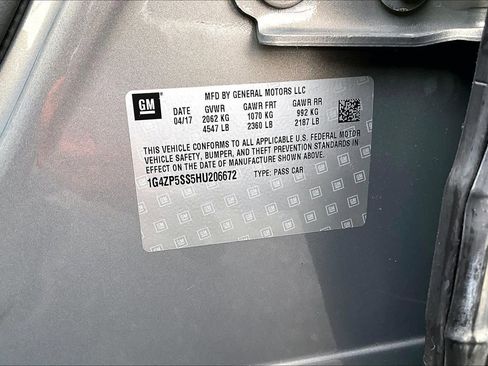 GM
MFD BY GENERAL MOTORS LLC
DATE GVWR GAWR FRT GAWR RR
04/17 2062 KG 1070 KG 992 KG
4547 LB 2360 LB 2187 LB
THIS VEHICLE CONFORMS TO ALL APPLICABLE U.S. FEDERAL MOTOR
VEHICLE SAFETY, BUMPER, AND THEFT PREVENTION STANDARDS IN
EFFECT ON THE DATE OF MANUFACTURE SHOWN ABOVE.
1G4ZP5SS5HU206672 TYPE: PASS CAR